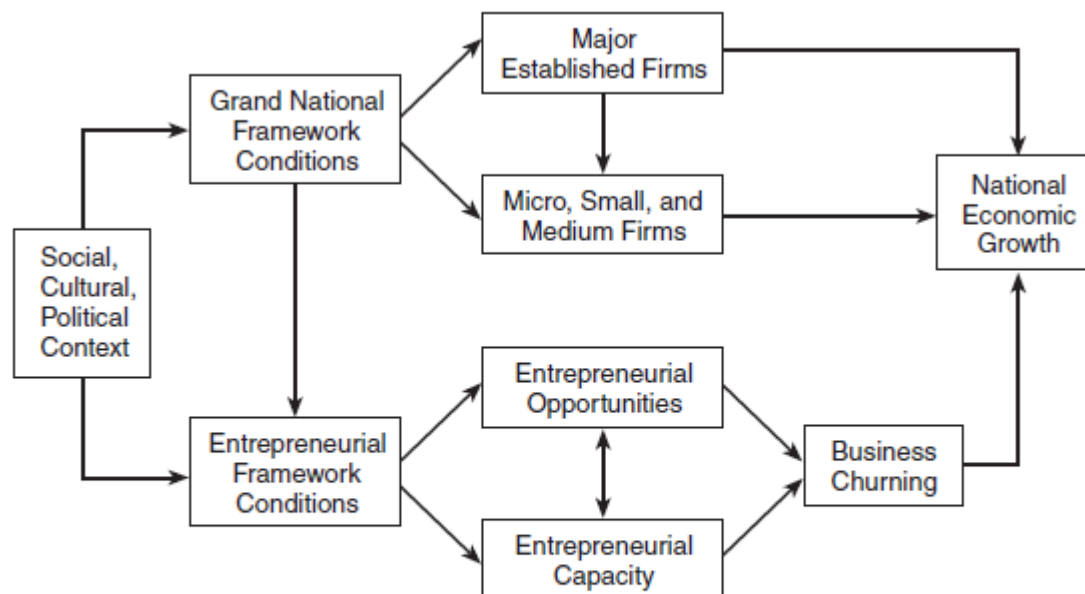 Major
Established Firms
Grand National
Framework
Conditions
Micro, Small, and
Medium Firms
National
Economic
Growth
Social,
Cultural,
Political
Context
Entrepreneurial
Opportunities
Entrepreneurial
Framework
Conditions
Business
Churning
Entrepreneurial
Capacity